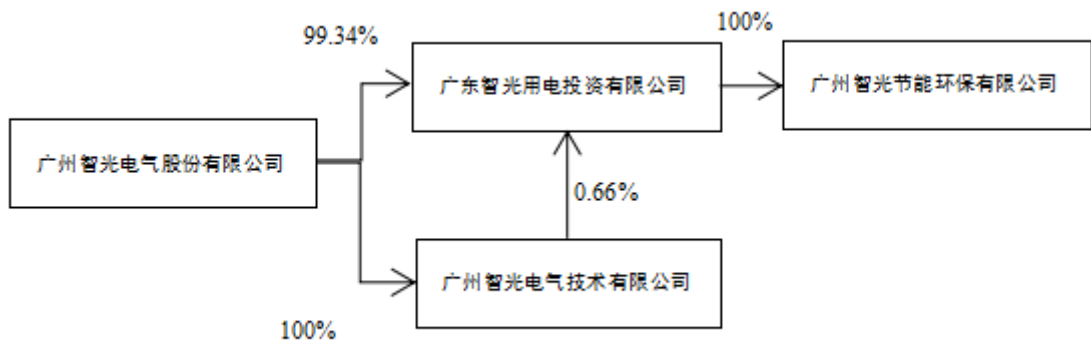 100%
99.34%
广东智光用电投资有限公司
广州智光节能环保有限公司
广州智光电气股份有限公司
0.66%
广州智光电气技术有限公司
100%